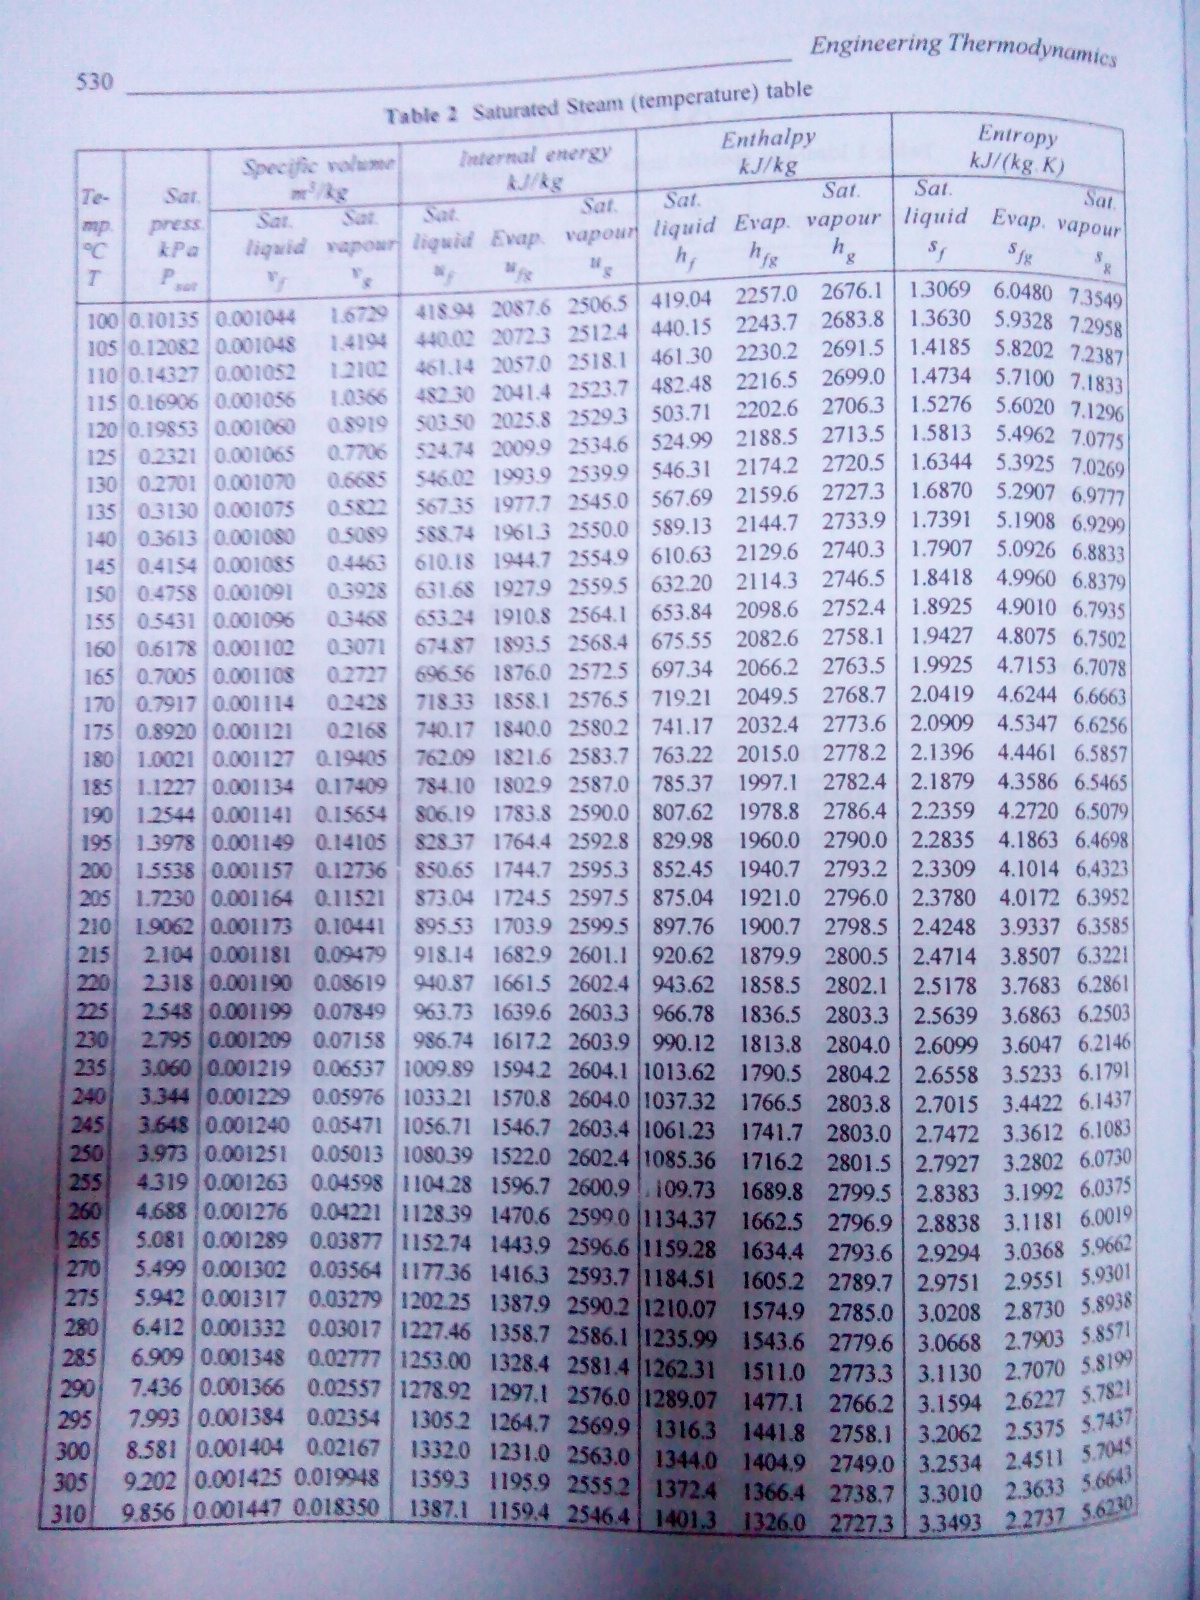 Engineering Thermodynamics
530
Table 2 Saturated Steam (temperature) table
Specific volume m³/kg Internal energy kJ/kg Enthalpy kJ/kg Entropy kJ/(kg.K)
Te-mp. °C T Sat. press. kPa P sat Sat. liquid vf Sat. vapour vg Sat. liquid uf Evap. ufg Sat. vapour ug Sat. liquid hf Evap. hfg Sat. vapour hg Sat. liquid sf Evap. sfg Sat. vapour sg
100 0.10135 0.001044 1.6729 418.94 2087.6 2506.5 419.04 2257.0 2676.1 1.3069 6.0480 7.3549
105 0.12082 0.001048 1.4194 440.02 2072.3 2512.4 440.15 2243.7 2683.8 1.3630 5.9328 7.2958
110 0.14327 0.001052 1.2102 461.14 2057.0 2518.1 461.30 2230.2 2691.5 1.4185 5.8202 7.2387
115 0.16906 0.001056 1.0366 482.30 2041.4 2523.7 482.48 2216.5 2699.0 1.4734 5.7100 7.1833
120 0.19853 0.001060 0.8919 503.50 2025.8 2529.3 503.71 2202.6 2706.3 1.5276 5.6020 7.1296
125 0.2321 0.001065 0.7706 524.74 2009.9 2534.6 524.99 2188.5 2713.5 1.5813 5.4962 7.0775
130 0.2701 0.001070 0.6685 546.02 1993.9 2539.9 546.31 2174.2 2720.5 1.6344 5.3925 7.0269
135 0.3130 0.001075 0.5822 567.35 1977.7 2545.0 567.69 2159.6 2727.3 1.6870 5.2907 6.9777
140 0.3613 0.001080 0.5089 588.74 1961.3 2550.0 589.13 2144.7 2733.9 1.7391 5.1908 6.9299
145 0.4154 0.001085 0.4463 610.18 1944.7 2554.9 610.63 2129.6 2740.3 1.7907 5.0926 6.8833
150 0.4758 0.001091 0.3928 631.68 1927.9 2559.5 632.20 2114.3 2746.5 1.8418 4.9960 6.8379
155 0.5431 0.001096 0.3468 653.24 1910.8 2564.1 653.84 2098.6 2752.4 1.8925 4.9010 6.7935
160 0.6178 0.001102 0.3071 674.87 1893.5 2568.4 675.55 2082.6 2758.1 1.9427 4.8075 6.7502
165 0.7005 0.001108 0.2727 696.56 1876.0 2572.5 697.34 2066.2 2763.5 1.9925 4.7153 6.7078
170 0.7917 0.001114 0.2428 718.33 1858.1 2576.5 719.21 2049.5 2768.7 2.0419 4.6244 6.6663
175 0.8920 0.001121 0.2168 740.17 1840.0 2580.2 741.17 2032.4 2773.6 2.0909 4.5347 6.6256
180 1.0021 0.001127 0.19405 762.09 1821.6 2583.7 763.22 2015.0 2778.2 2.1396 4.4461 6.5857
185 1.1227 0.001134 0.17409 784.10 1802.9 2587.0 785.37 1997.1 2782.4 2.1879 4.3586 6.5465
190 1.2544 0.001141 0.15654 806.19 1783.8 2590.0 807.62 1978.8 2786.4 2.2359 4.2720 6.5079
195 1.3978 0.001149 0.14105 828.37 1764.4 2592.8 829.98 1960.0 2790.0 2.2835 4.1863 6.4698
200 1.5538 0.001157 0.12736 850.65 1744.7 2595.3 852.45 1940.7 2793.2 2.3309 4.1014 6.4323
205 1.7230 0.001164 0.11521 873.04 1724.5 2597.5 875.04 1921.0 2796.0 2.3780 4.0172 6.3952
210 1.9062 0.001173 0.10441 895.53 1703.9 2599.5 897.76 1900.7 2798.5 2.4248 3.9337 6.3585
215 2.104 0.001181 0.09479 918.14 1682.9 2601.1 920.62 1879.9 2800.5 2.4714 3.8507 6.3221
220 2.318 0.001190 0.08619 940.87 1661.5 2602.4 943.62 1858.5 2802.1 2.5178 3.7683 6.2861
225 2.548 0.001199 0.07849 963.73 1639.6 2603.3 966.78 1836.5 2803.3 2.5639 3.6863 6.2503
230 2.795 0.001209 0.07158 986.74 1617.2 2603.9 990.12 1813.8 2804.0 2.6099 3.6047 6.2146
235 3.060 0.001219 0.06537 1009.89 1594.2 2604.1 1013.62 1790.5 2804.2 2.6558 3.5233 6.1791
240 3.344 0.001229 0.05976 1033.21 1570.8 2604.0 1037.32 1766.5 2803.8 2.7015 3.4422 6.1437
245 3.648 0.001240 0.05471 1056.71 1546.7 2603.4 1061.23 1741.7 2803.0 2.7472 3.3612 6.1083
250 3.973 0.001251 0.05013 1080.39 1522.0 2602.4 1085.36 1716.2 2801.5 2.7927 3.2802 6.0730
255 4.319 0.001263 0.04598 1104.28 1596.7 2600.9 .109.73 1689.8 2799.5 2.8383 3.1992 6.0375
260 4.688 0.001276 0.04221 1128.39 1470.6 2599.0 1134.37 1662.5 2796.9 2.8838 3.1181 6.0019
265 5.081 0.001289 0.03877 1152.74 1443.9 2596.6 1159.28 1634.4 2793.6 2.9294 3.0368 5.9662
270 5.499 0.001302 0.03564 1177.36 1416.3 2593.7 1184.51 1605.2 2789.7 2.9751 2.9551 5.9301
275 5.942 0.001317 0.03279 1202.25 1387.9 2590.2 1210.07 1574.9 2785.0 3.0208 2.8730 5.8938
280 6.412 0.001332 0.03017 1227.46 1358.7 2586.1 1235.99 1543.6 2779.6 3.0668 2.7903 5.8571
285 6.909 0.001348 0.02777 1253.00 1328.4 2581.4 1262.31 1511.0 2773.3 3.1130 2.7070 5.8199
290 7.436 0.001366 0.02557 1278.92 1297.1 2576.0 1289.07 1477.1 2766.2 3.1594 2.6227 5.7821
295 7.993 0.001384 0.02354 1305.2 1264.7 2569.9 1316.3 1441.8 2758.1 3.2062 2.5375 5.7437
300 8.581 0.001404 0.02167 1332.0 1231.0 2563.0 1344.0 1404.9 2749.0 3.2534 2.4511 5.7045
305 9.202 0.001425 0.019948 1359.3 1195.9 2555.2 1372.4 1366.4 2738.7 3.3010 2.3633 5.6643
310 9.856 0.001447 0.018350 1387.1 1159.4 2546.4 1401.3 1326.0 2727.3 3.3493 2.2737 5.6230